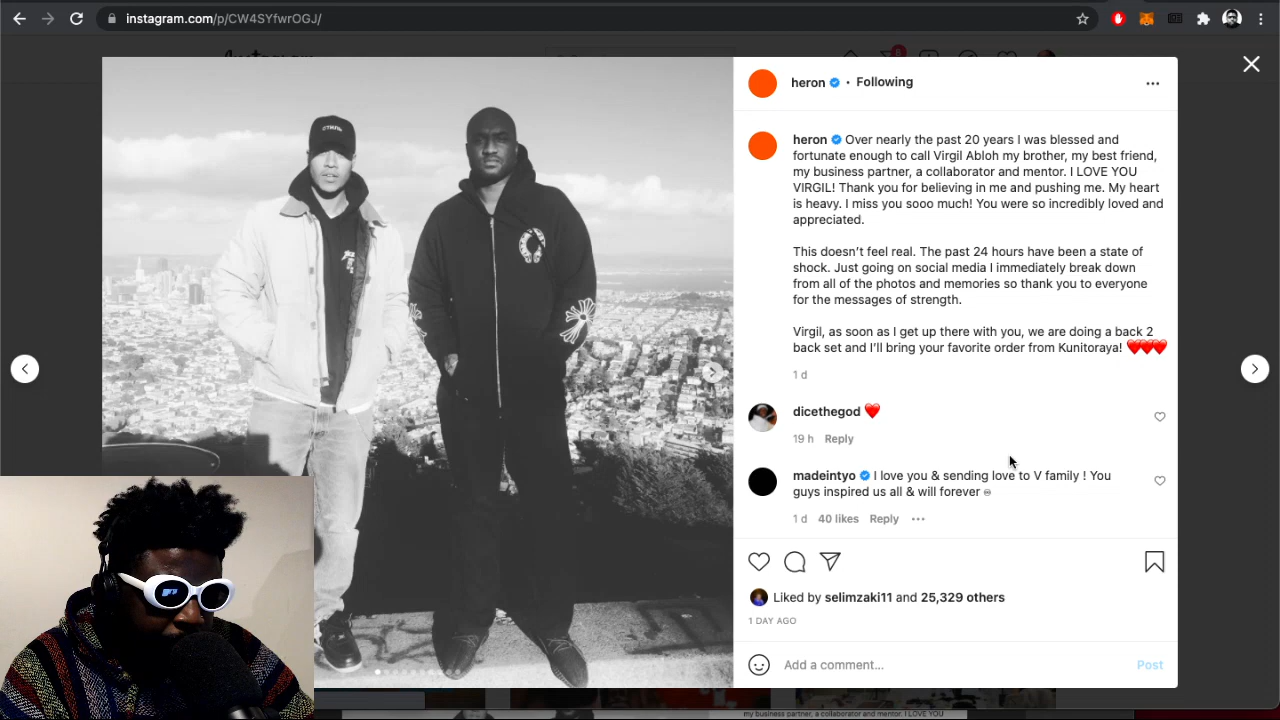 instagram.com/p/CW4SYfwrOGJ/
heron • Following
heron Over nearly the past 20 years I was blessed and
fortunate enough to call Virgil Abloh my brother, my best friend,
my business partner, a collaborator and mentor. I LOVE YOU
VIRGIL! Thank you for believing in me and pushing me. My heart
is heavy. I miss you sooo much! You were so incredibly loved and
appreciated.
This doesn't feel real. The past 24 hours have been a state of
shock. Just going on social media I immediately break down
from all of the photos and memories so thank you to everyone
for the messages of strength.
Virgil, as soon as I get up there with you, we are doing a back 2
back set and I'll bring your favorite order from Kunitoraya! ❤️❤️❤️
1 d
dicethegod ❤️
19 h Reply
madeintyo I love you & sending love to V family ! You
guys inspired us all & will forever ♾
1 d 40 likes Reply
Liked by selimzaki11 and 25,329 others
1 DAY AGO
Add a comment... Post
my business partner, a collaborator and mentor. I LOVE YOU